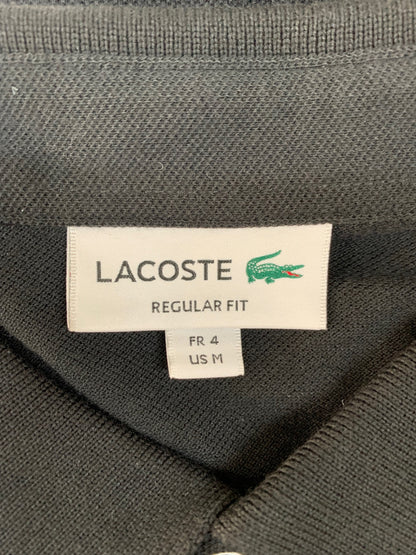 LACOSTE
REGULAR FIT
FR 4
US M